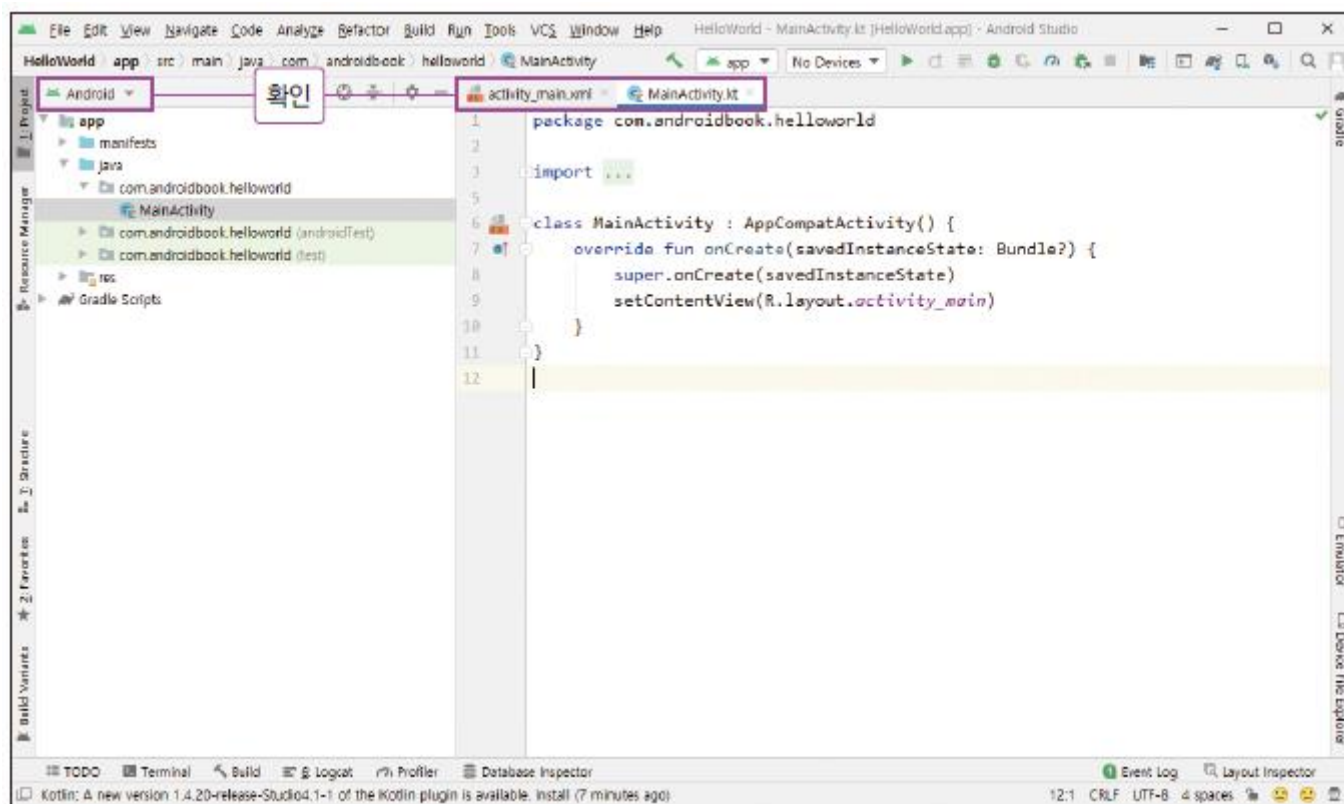 File Edit View Navigate Code Analyze Refactor Build Run Tools VCS Window Help HelloWorld - MainActivity.kt [HelloWorld.app] - Android Studio
HelloWorld app src main java com androidbook helloworld MainActivity app No Devices
Android 확인 activity_main.xml MainActivity.kt
1: Project
Resource Manager
7: Structure
2: Favorites
Build Variants
app
manifests
java
com.androidbook.helloworld
MainActivity
com.androidbook.helloworld (androidTest)
com.androidbook.helloworld (test)
res
Gradle Scripts
1 package com.androidbook.helloworld
2
3 import ...
5
6 class MainActivity : AppCompatActivity() {
7 override fun onCreate(savedInstanceState: Bundle?) {
8 super.onCreate(savedInstanceState)
9 setContentView(R.layout.activity_main)
10 }
11 }
12
Gradle
Emulator
Device File Explorer
TODO Terminal Build 6: Logcat Profiler Database Inspector Event Log Layout Inspector
Kotlin: A new version 1.4.20-release-Studio4.1-1 of the Kotlin plugin is available. Install (7 minutes ago) 12:1 CRLF UTF-8 4 spaces